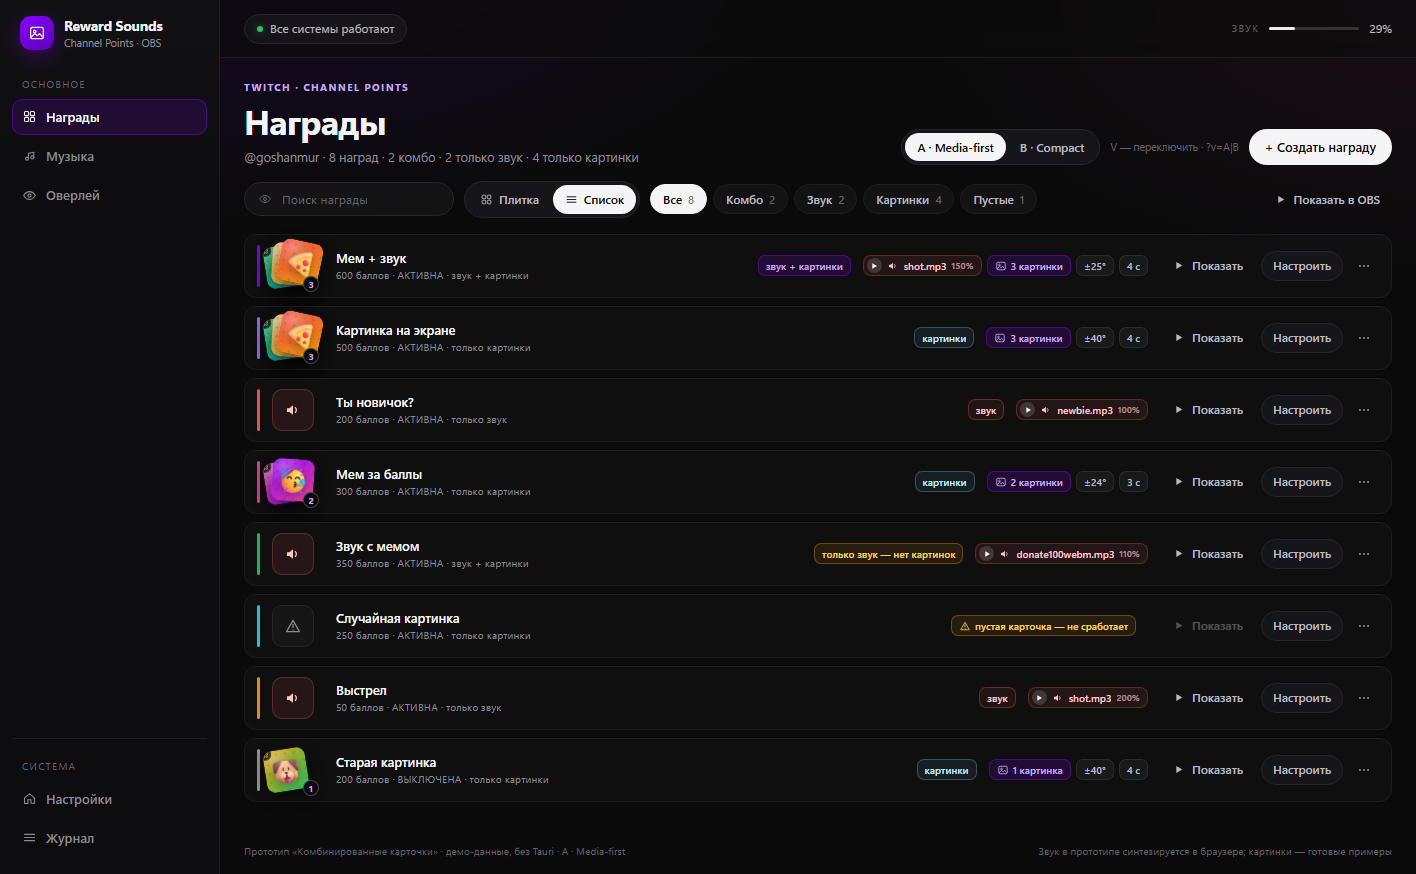 Reward Sounds
Channel Points · OBS
ОСНОВНОЕ
Награды
Музыка
Оверлей
СИСТЕМА
Настройки
Журнал
Все системы работают
ЗВУК 29%
TWITCH · CHANNEL POINTS
Награды
@goshanmur · 8 наград · 2 комбо · 2 только звук · 4 только картинки
A · Media-first B · Compact V — переключить · ?v=A|B + Создать награду
Поиск награды Плитка Список Все 8 Комбо 2 Звук 2 Картинки 4 Пустые 1 Показать в OBS
3
Мем + звук
600 баллов · АКТИВНА · звук + картинки
звук + картинки shot.mp3 150% 3 картинки ±25° 4 с Показать Настроить ···
3
Картинка на экране
500 баллов · АКТИВНА · только картинки
картинки 3 картинки ±40° 4 с Показать Настроить ···
Ты новичок?
200 баллов · АКТИВНА · только звук
звук newbie.mp3 100% Показать Настроить ···
2
Мем за баллы
300 баллов · АКТИВНА · только картинки
картинки 2 картинки ±24° 3 с Показать Настроить ···
Звук с мемом
350 баллов · АКТИВНА · звук + картинки
только звук — нет картинок donate100webm.mp3 110% Показать Настроить ···
Случайная картинка
250 баллов · АКТИВНА · только картинки
пустая карточка — не сработает Показать Настроить ···
Выстрел
50 баллов · АКТИВНА · только звук
звук shot.mp3 200% Показать Настроить ···
1
Старая картинка
200 баллов · ВЫКЛЮЧЕНА · только картинки
картинки 1 картинка ±40° 4 с Показать Настроить ···
Прототип «Комбинированные карточки» · демо-данные, без Tauri · A · Media-first
Звук в прототипе синтезируется в браузере; картинки — готовые примеры